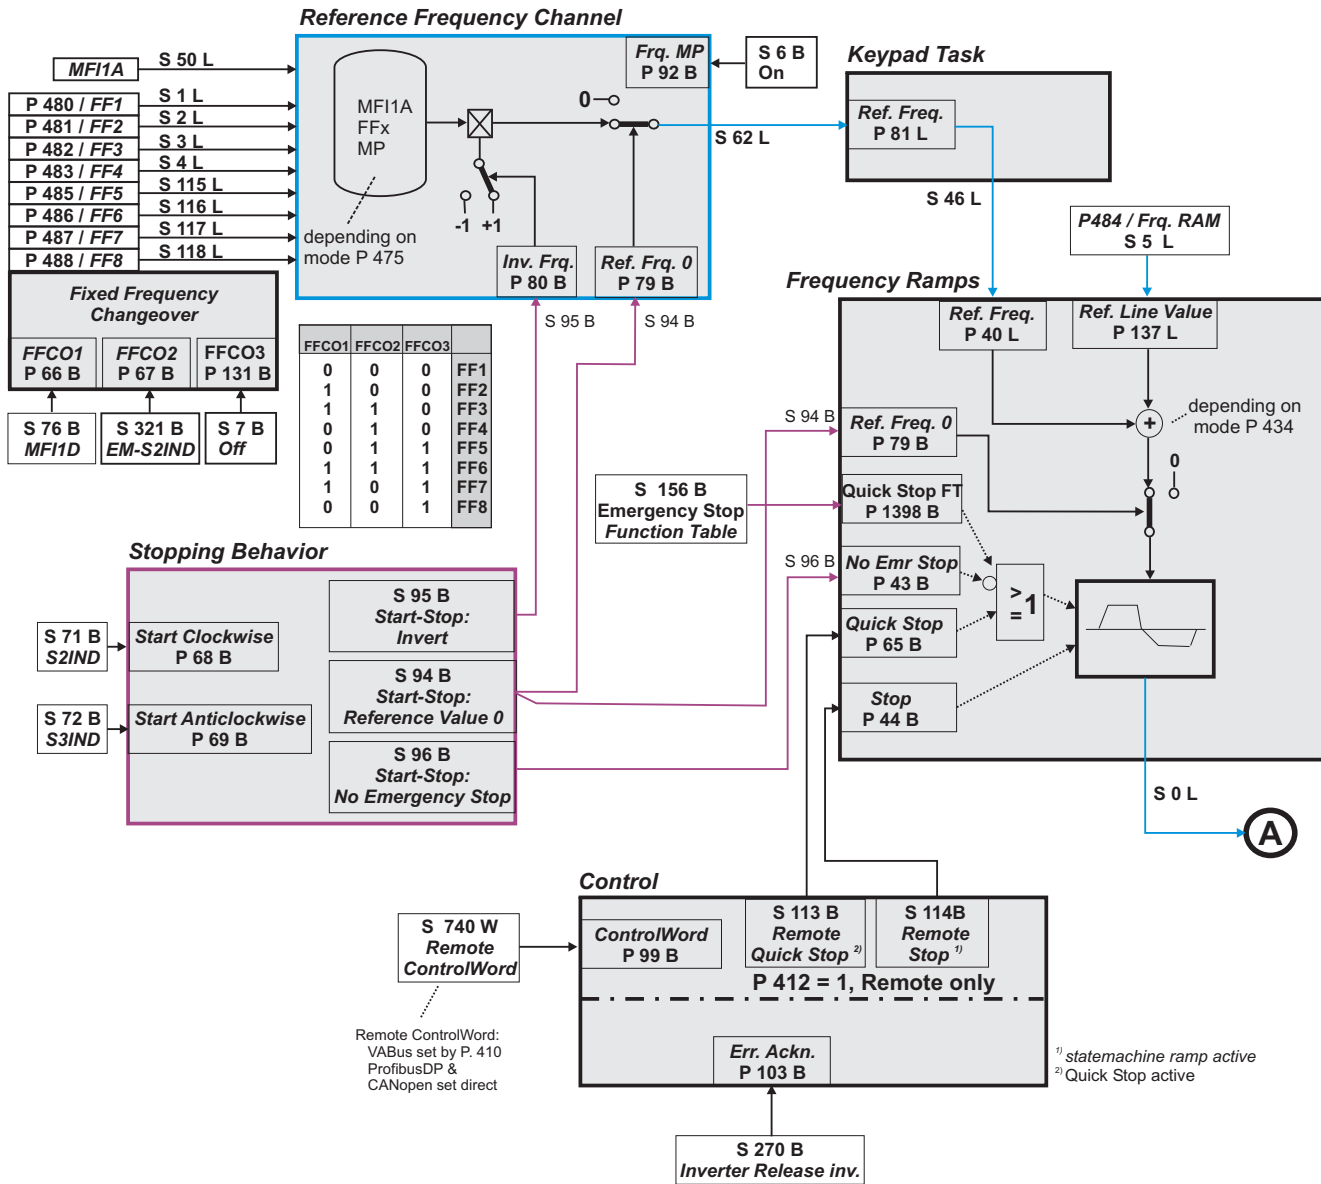 Reference Frequency Channel
MFI1A
S 50 L
P 480 / FF1
S 1 L
P 481 / FF2
S 2 L
P 482 / FF3
S 3 L
P 483 / FF4
S 4 L
P 485 / FF5
S 115 L
P 486 / FF6
S 116 L
P 487 / FF7
S 117 L
P 488 / FF8
S 118 L
MFI1A
FFx
MP
depending on
mode P 475
-1 +1
0
Frq. MP
P 92 B
S 6 B
On
Inv. Frq.
P 80 B
Ref. Frq. 0
P 79 B
S 62 L
Keypad Task
Ref. Freq.
P 81 L
S 46 L
P484 / Frq. RAM
S 5 L
Fixed Frequency
Changeover
FFCO1
P 66 B
FFCO2
P 67 B
FFCO3
P 131 B
S 76 B
MFI1D
S 321 B
EM-S2IND
S 7 B
Off
FFCO1 FFCO2 FFCO3
0 0 0 FF1
1 0 0 FF2
1 1 0 FF3
0 1 0 FF4
0 1 1 FF5
1 1 1 FF6
1 0 1 FF7
0 0 1 FF8
S 95 B
S 94 B
Frequency Ramps
Ref. Freq.
P 40 L
Ref. Line Value
P 137 L
+
depending on
mode P 434
0
S 94 B
Ref. Freq. 0
P 79 B
S 156 B
Emergency Stop
Function Table
Quick Stop FT
P 1398 B
S 96 B
No Emr Stop
P 43 B
Quick Stop
P 65 B
Stop
P 44 B
>
= 1
S 0 L
A
Stopping Behavior
S 71 B
S2IND
Start Clockwise
P 68 B
S 72 B
S3IND
Start Anticlockwise
P 69 B
S 95 B
Start-Stop:
Invert
S 94 B
Start-Stop:
Reference Value 0
S 96 B
Start-Stop:
No Emergency Stop
Control
S 740 W
Remote
ControlWord
ControlWord
P 99 B
S 113 B
Remote
Quick Stop 2)
S 114B
Remote
Stop 1)
P 412 = 1, Remote only
Remote ControlWord:
VABus set by P. 410
ProfibusDP &
CANopen set direct
Err. Ackn.
P 103 B
1) statemachine ramp active
2) Quick Stop active
S 270 B
Inverter Release inv.